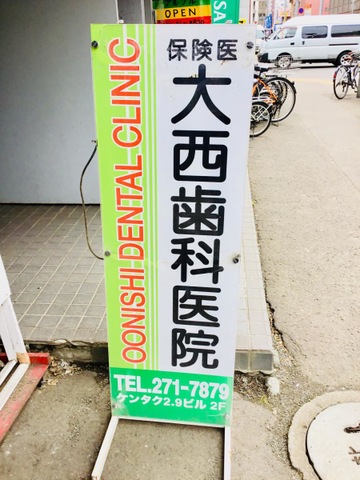 OPEN
保険医
大西歯科医院
OONISHI DENTAL CLINIC
TEL.271-7879
ケンタク2.9ビル 2F